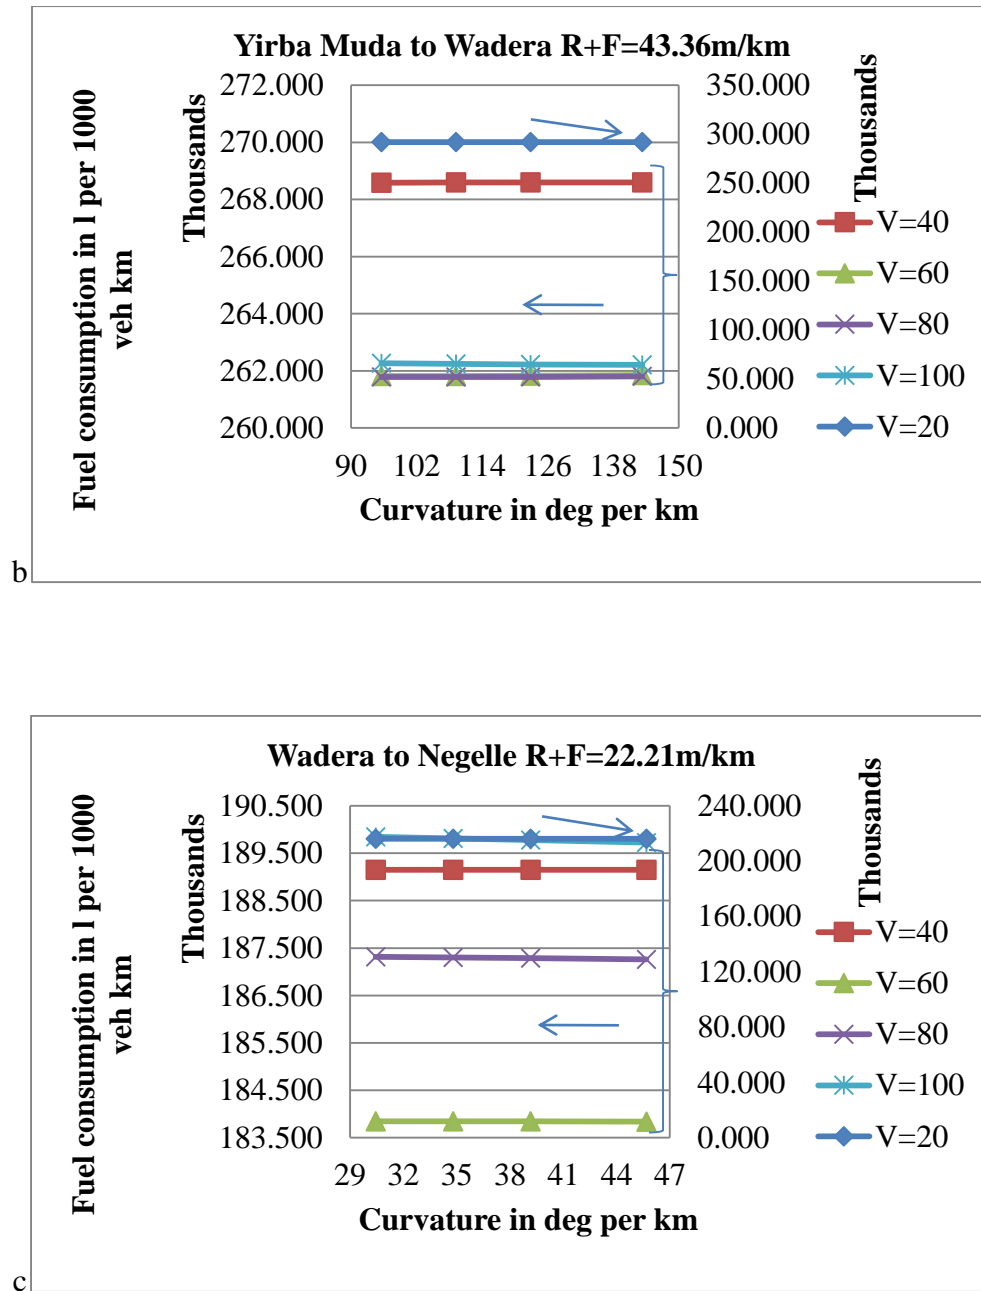 Yirba Muda to Wadera R+F=43.36m/km
Fuel consumption in l per 1000
veh km
Thousands
272.000
270.000
268.000
266.000
264.000
262.000
260.000
350.000
300.000
250.000
200.000
150.000
100.000
50.000
0.000
Thousands
V=40
V=60
V=80
V=100
V=20
90 102 114 126 138 150
Curvature in deg per km
b
Wadera to Negelle R+F=22.21m/km
Fuel consumption in l per 1000
veh km
Thousands
190.500
189.500
188.500
187.500
186.500
185.500
184.500
183.500
240.000
200.000
160.000
120.000
80.000
40.000
0.000
Thousands
V=40
V=60
V=80
V=100
V=20
29 32 35 38 41 44 47
Curvature in deg per km
c